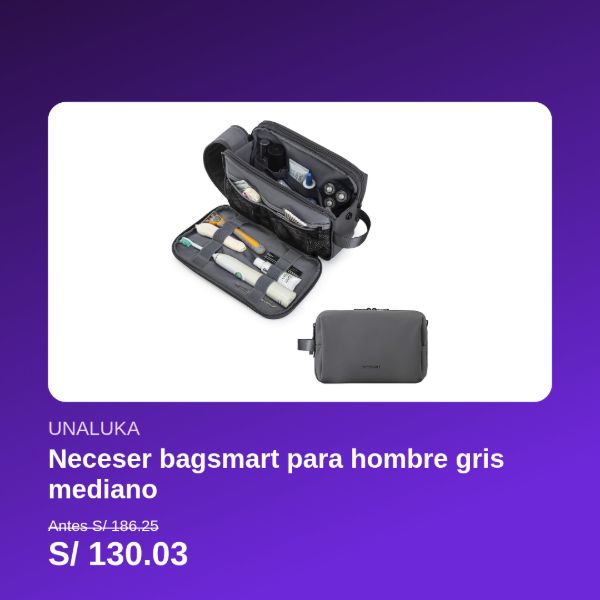 UNALUKA
Neceser bagsmart para hombre gris
mediano
Antes S/ 186.25
S/ 130.03